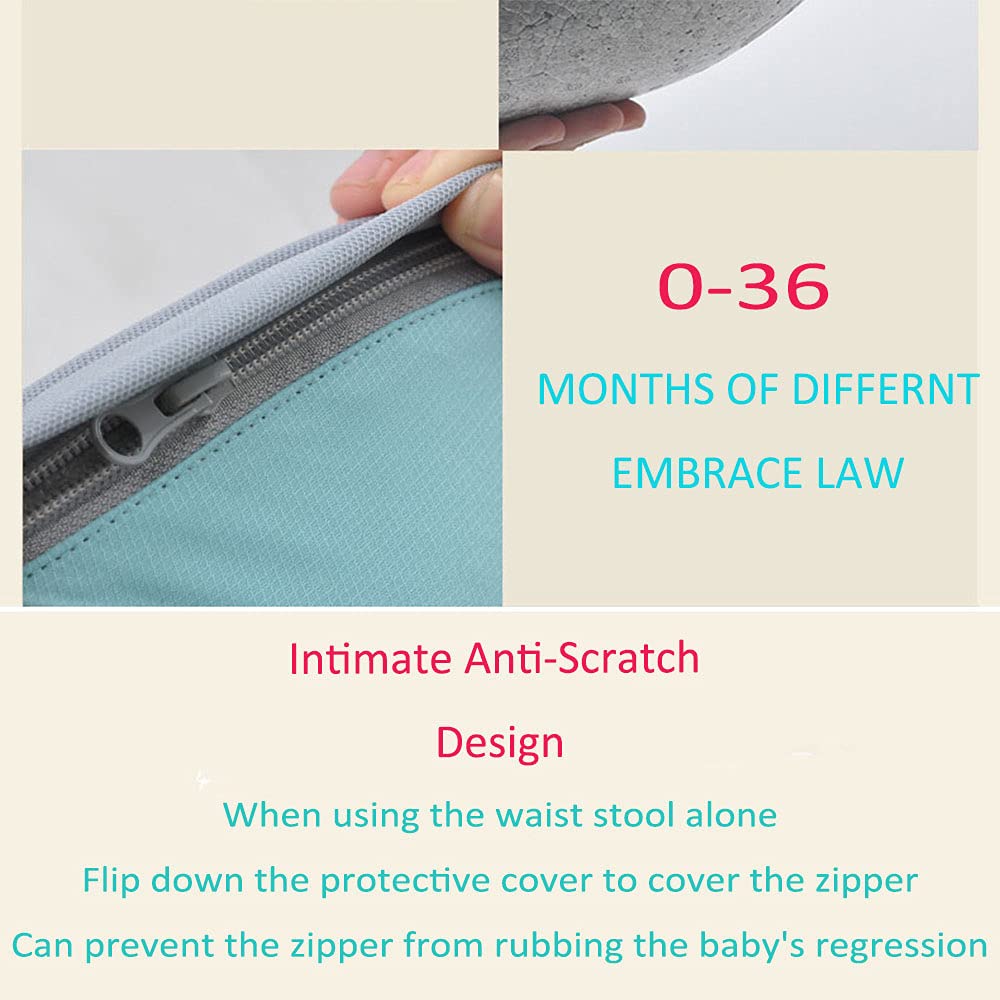 0-36
MONTHS OF DIFFERNT
EMBRACE LAW
Intimate Anti-Scratch
Design
When using the waist stool alone
Flip down the protective cover to cover the zipper
Can prevent the zipper from rubbing the baby's regression